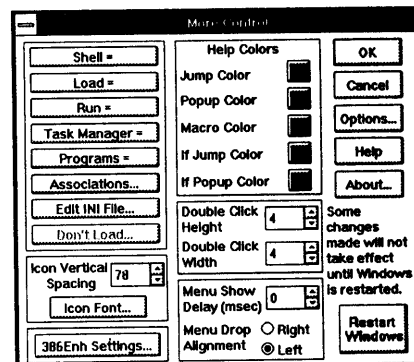 More Control
Shell =
Load =
Run =
Task Manager =
Programs =
Associations...
Edit INI File...
Don't Load...
Icon Vertical
Spacing
78
Icon Font...
386Enh Settings...
Help Colors
Jump Color
Popup Color
Macro Color
If Jump Color
If Popup Color
Double Click
Height
4
Double Click
Width
4
Menu Show
Delay (msec)
0
Menu Drop
Alignment
Right
Left
OK
Cancel
Options...
Help
About...
Some
changes
made will not
take effect
until Windows
is restarted.
Restart
Windows